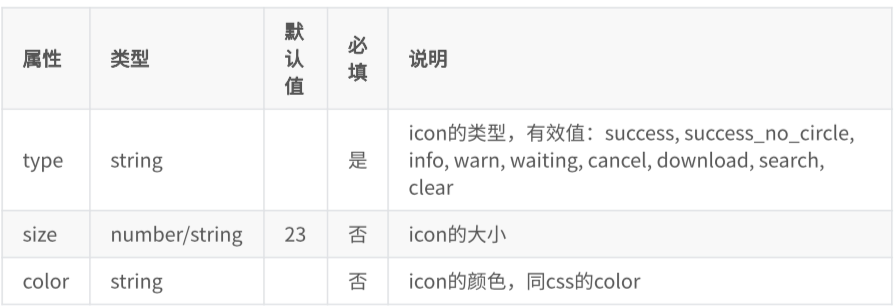 属性 类型 默认值 必填 说明
type string 是 icon的类型，有效值：success, success_no_circle,
info, warn, waiting, cancel, download, search,
clear
size number/string 23 否 icon的大小
color string 否 icon的颜色，同css的color